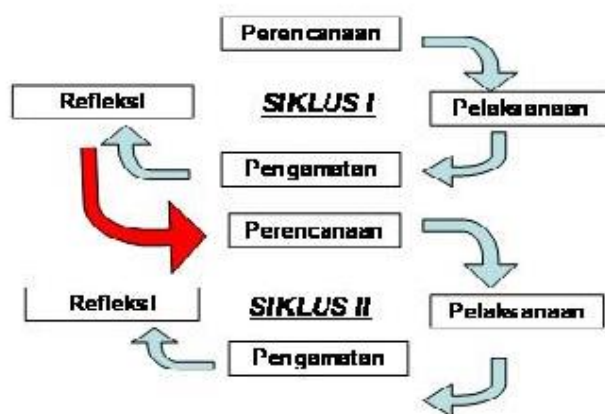 Perencanaan
Refleksi
SIKLUS I
Pelaksanaan
Pengamatan
Perencanaan
Refleksi
SIKLUS II
Pelaksanaan
Pengamatan